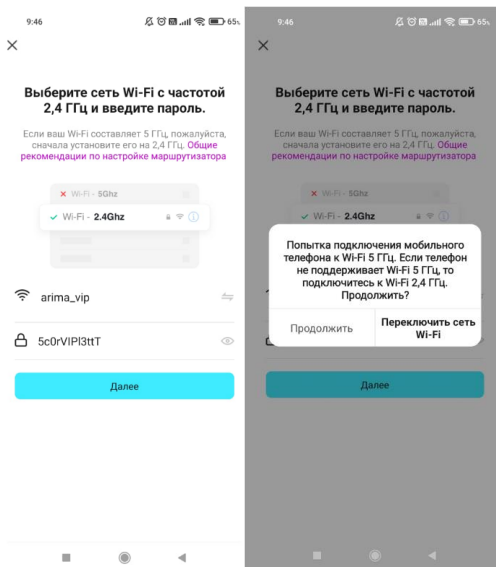 9:46
65%
Выберите сеть Wi-Fi с частотой
2,4 ГГц и введите пароль.
Если ваш Wi-Fi составляет 5 ГГц, пожалуйста,
сначала установите его на 2,4 ГГц. Общие
рекомендации по настройке маршрутизатора
Wi-Fi - 5Ghz
Wi-Fi - 2.4Ghz
arima_vip
5c0rVIPl3ttT
Далее
9:46
65%
Выберите сеть Wi-Fi с частотой
2,4 ГГц и введите пароль.
Если ваш Wi-Fi составляет 5 ГГц, пожалуйста,
сначала установите его на 2,4 ГГц. Общие
рекомендации по настройке маршрутизатора
Wi-Fi - 5Ghz
Wi-Fi - 2.4Ghz
Попытка подключения мобильного
телефона к Wi-Fi 5 ГГц. Если телефон
не поддерживает Wi-Fi 5 ГГц, то
подключитесь к Wi-Fi 2,4 ГГц.
Продолжить?
Продолжить
Переключить сеть
Wi-Fi
Далее